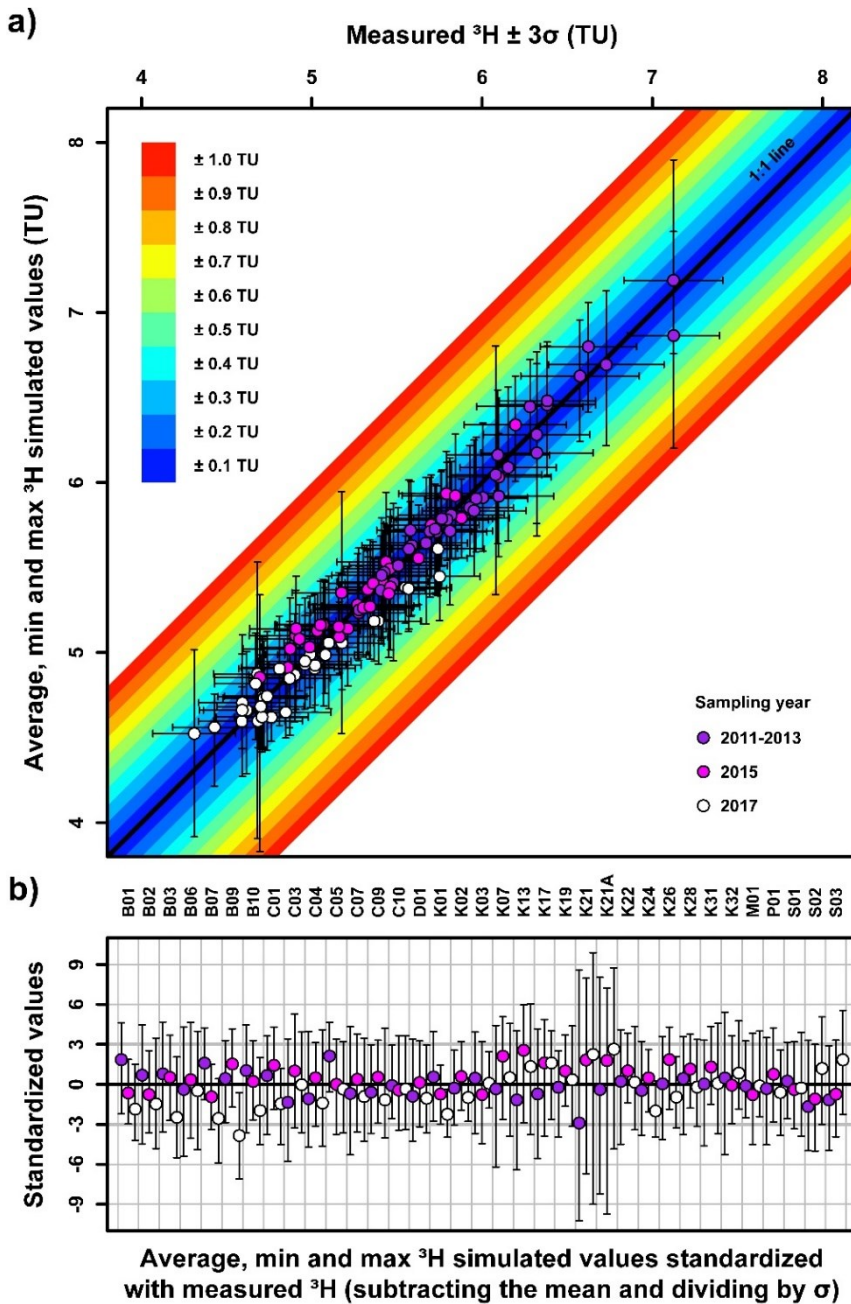 a)
Measured ³H ± 3σ (TU)
4 5 6 7 8
Average, min and max ³H simulated values (TU)
8
7
6
5
4
± 1.0 TU
± 0.9 TU
± 0.8 TU
± 0.7 TU
± 0.6 TU
± 0.5 TU
± 0.4 TU
± 0.3 TU
± 0.2 TU
± 0.1 TU
1:1 line
Sampling year
2011-2013
2015
2017
b)
B01 B02 B03 B06 B07 B09 B10 C01 C03 C04 C05 C07 C09 C10 D01 K01 K02 K03 K07 K13 K17 K19 K21 K21A K22 K24 K26 K28 K31 K32 M01 P01 S01 S02 S03
Standardized values
9
6
3
0
-3
-6
-9
Average, min and max ³H simulated values standardized
with measured ³H (subtracting the mean and dividing by σ)